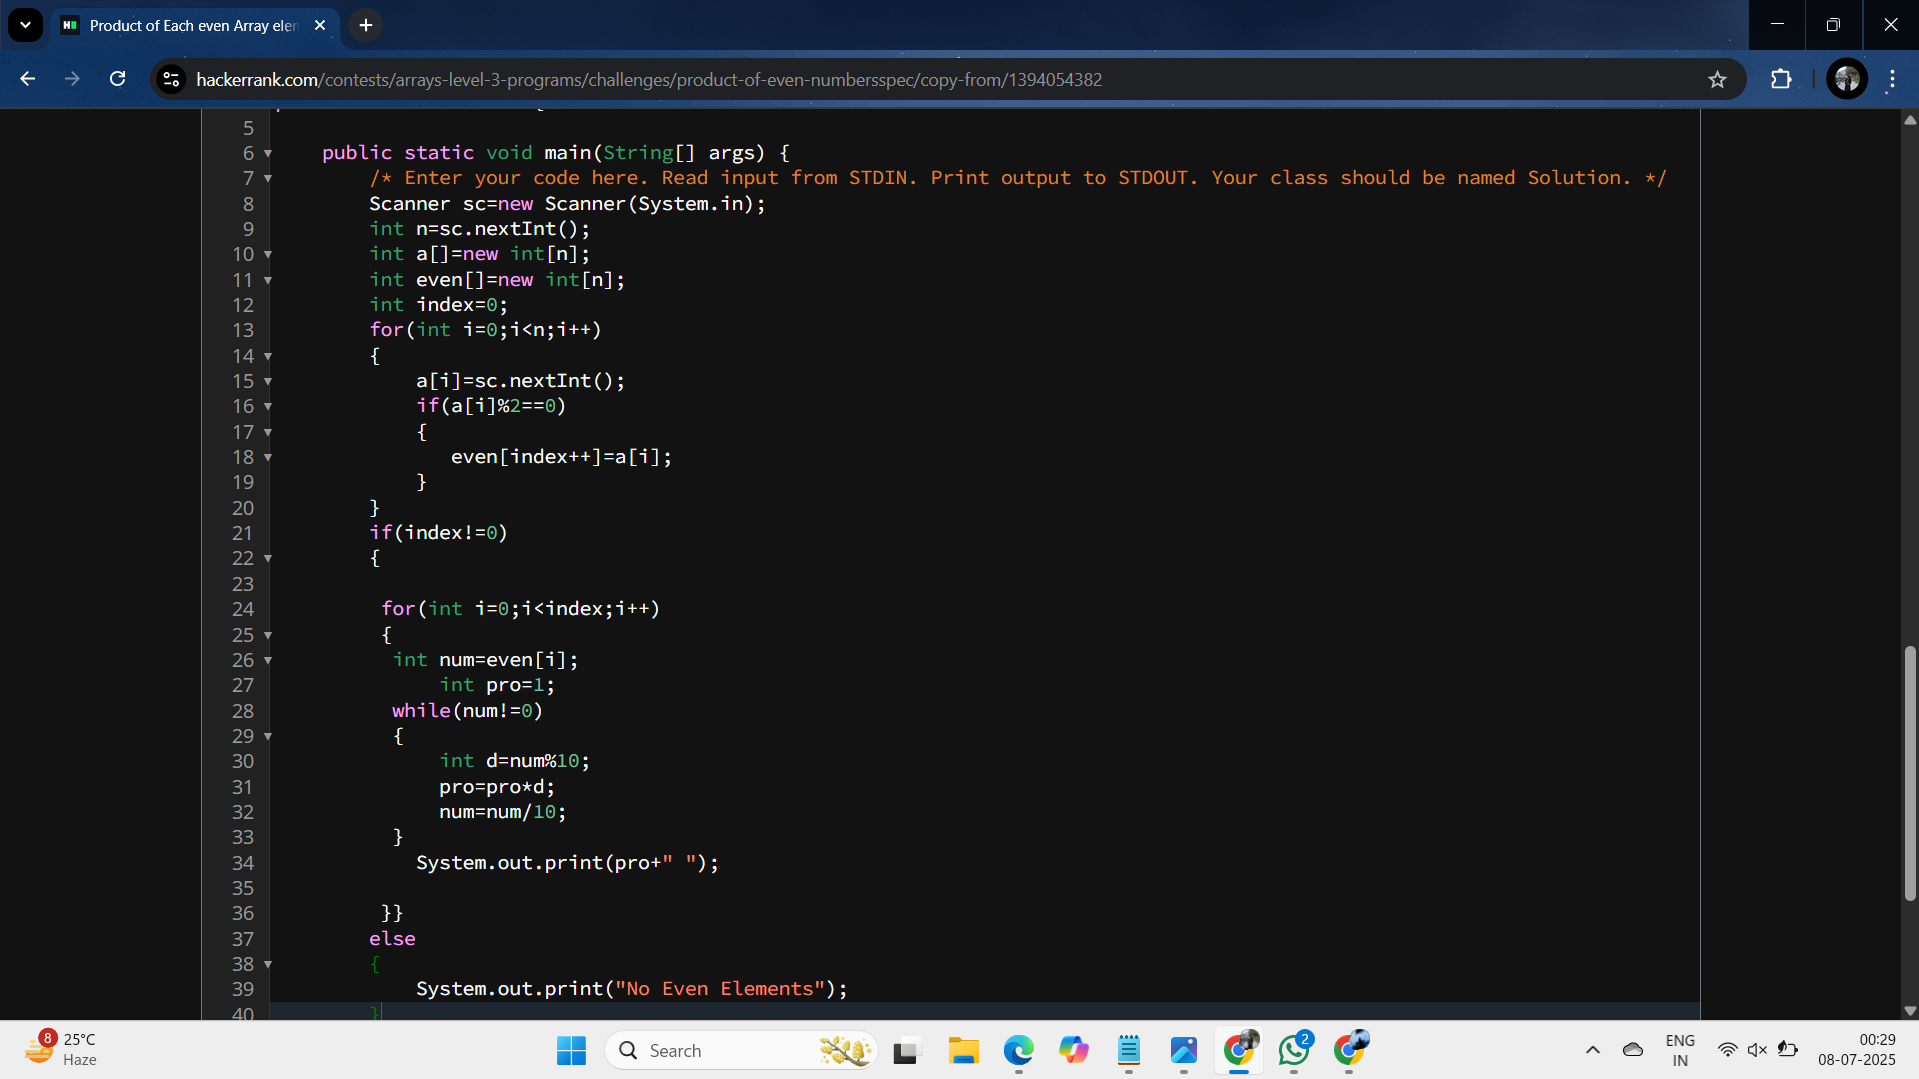 Product of Each even Array elen
hackerrank.com/contests/arrays-level-3-programs/challenges/product-of-even-numbersspec/copy-from/1394054382
5
6 public static void main(String[] args) {
7 /* Enter your code here. Read input from STDIN. Print output to STDOUT. Your class should be named Solution. */
8 Scanner sc=new Scanner(System.in);
9 int n=sc.nextInt();
10 int a[]=new int[n];
11 int even[]=new int[n];
12 int index=0;
13 for(int i=0;i<n;i++)
14 {
15 a[i]=sc.nextInt();
16 if(a[i]%2==0)
17 {
18 even[index++]=a[i];
19 }
20 }
21 if(index!=0)
22 {
23
24 for(int i=0;i<index;i++)
25 {
26 int num=even[i];
27 int pro=1;
28 while(num!=0)
29 {
30 int d=num%10;
31 pro=pro*d;
32 num=num/10;
33 }
34 System.out.print(pro+" ");
35
36 }}
37 else
38 {
39 System.out.print("No Even Elements");
40 }
8
25°C
Haze
Search
2
ENG
IN
00:29
08-07-2025